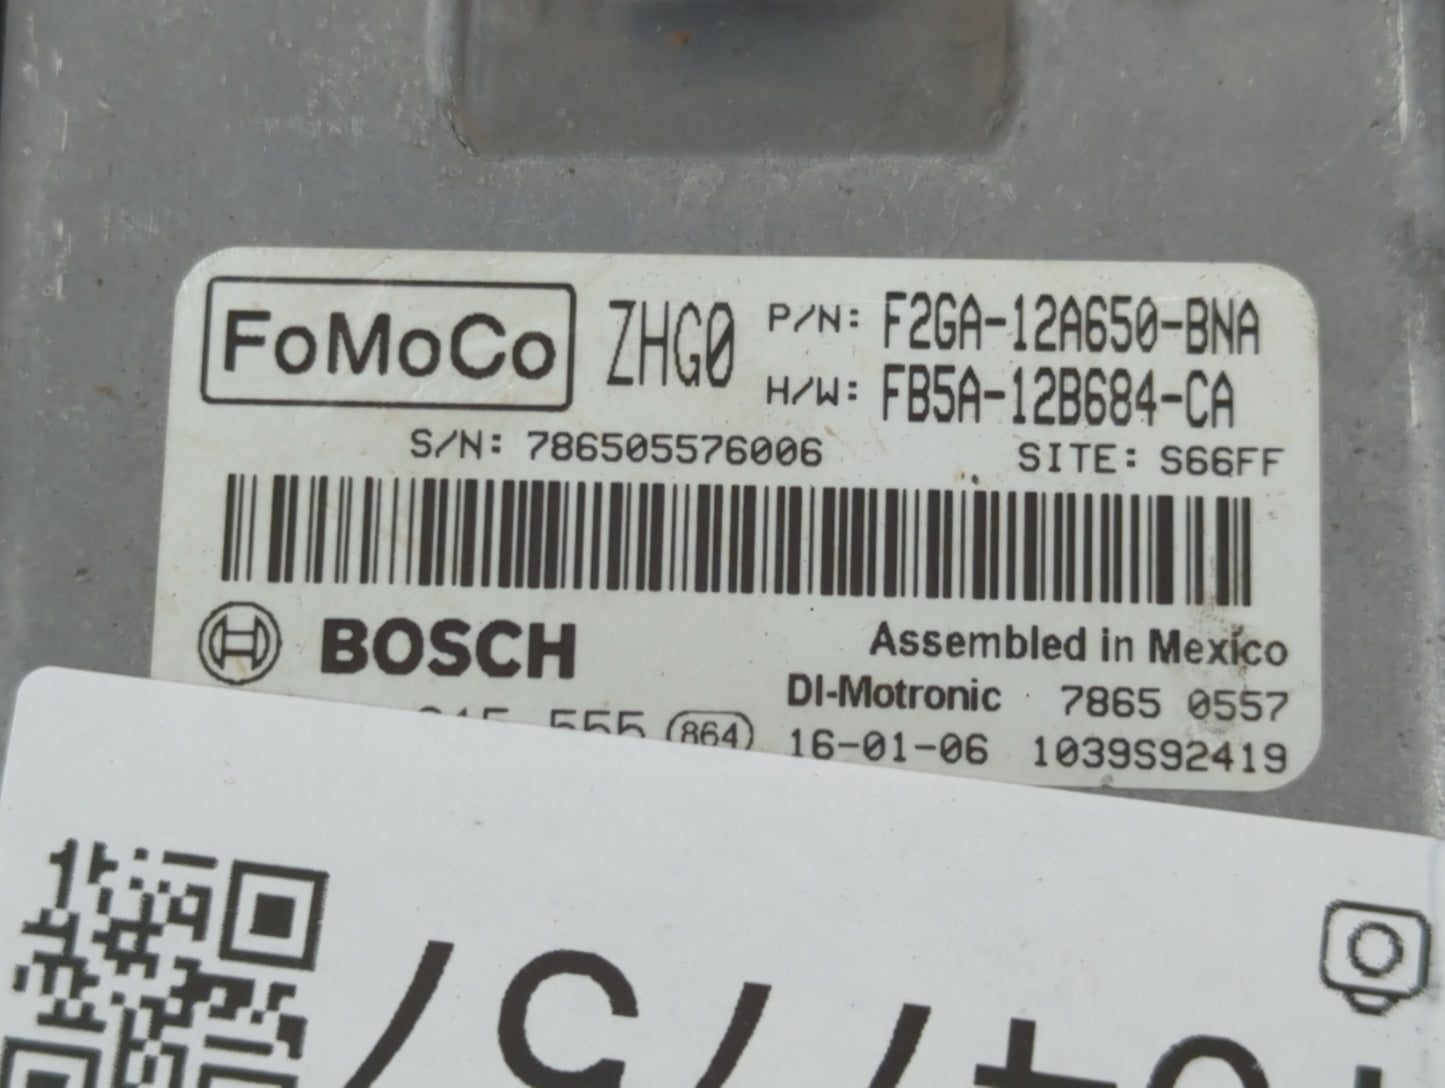 FoMoCo ZHG0 P/N: F2GA-12A650-BNA
H/W: FB5A-12B684-CA
S/N: 786505576006 SITE: S66FF
BOSCH Assembled in Mexico
DI-Motronic 7865 0557
555 864 16-01-06 1039S92419